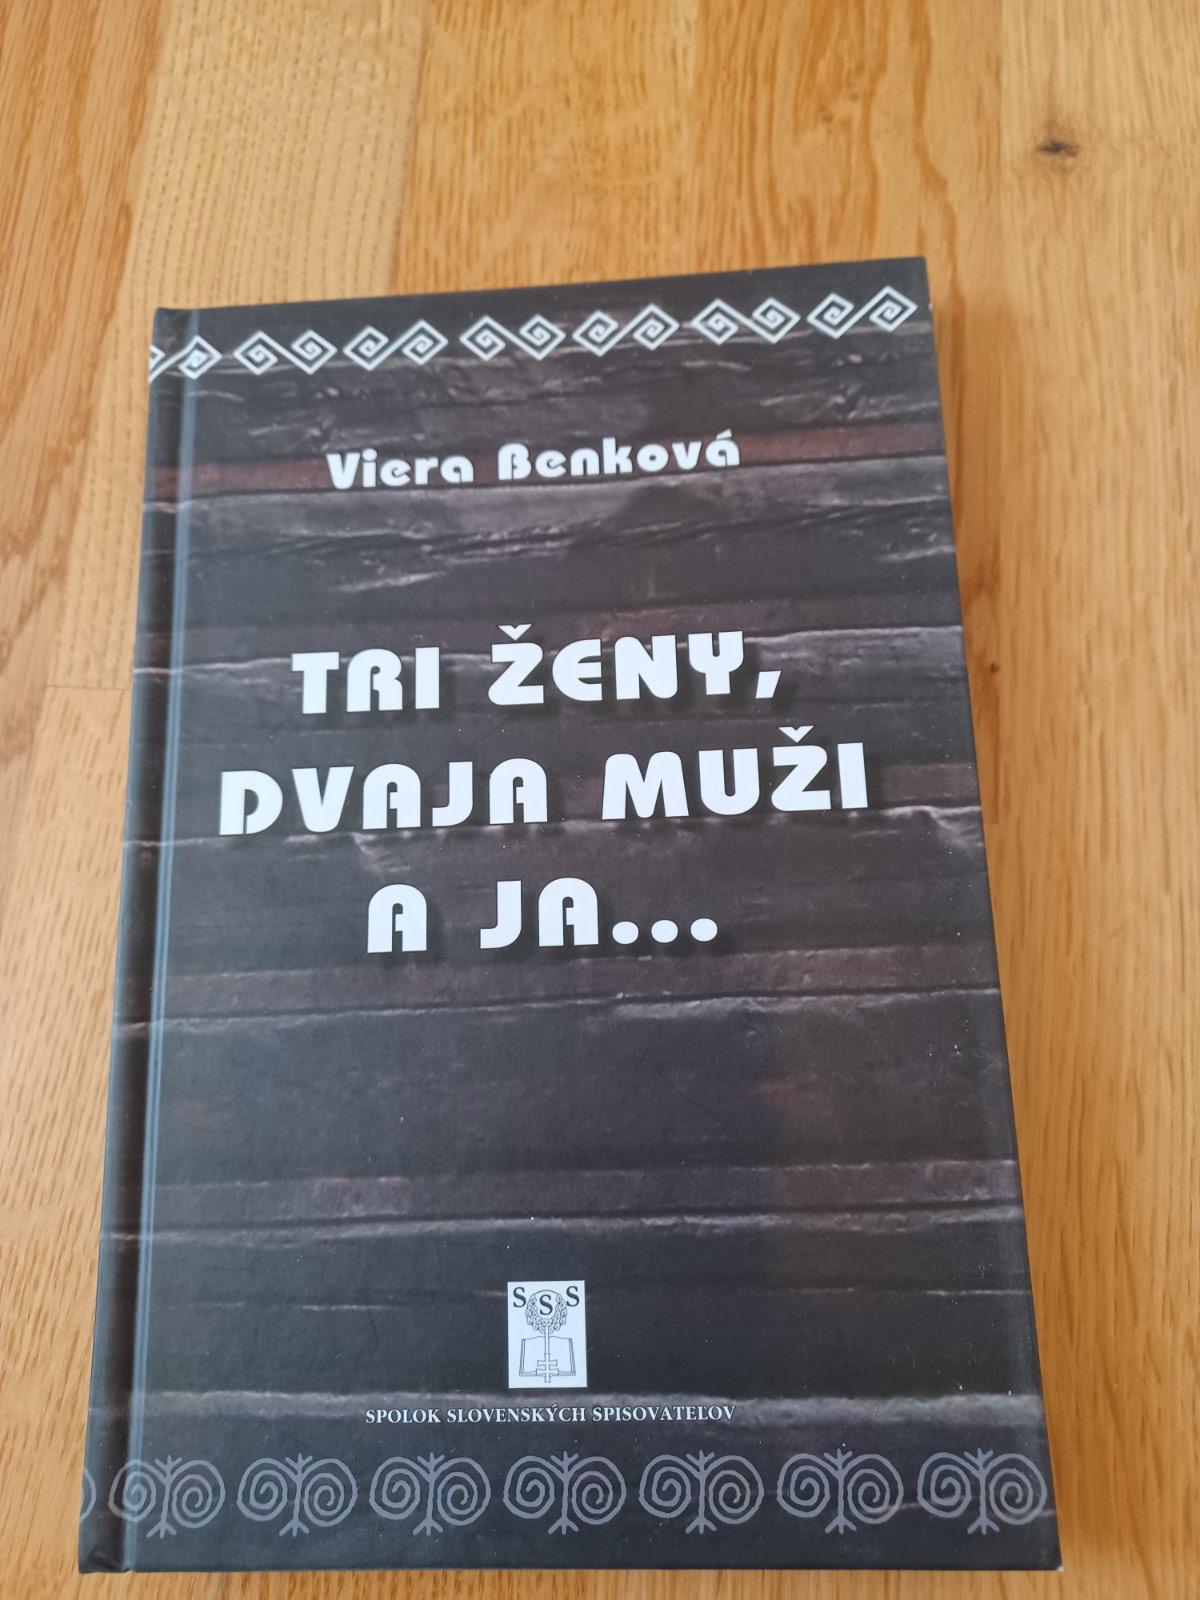 Viera Benková
TRI ŽENY,
DVAJA MUŽI
A JA...
SSS
SPOLOK SLOVENSKÝCH SPISOVATEĽOV